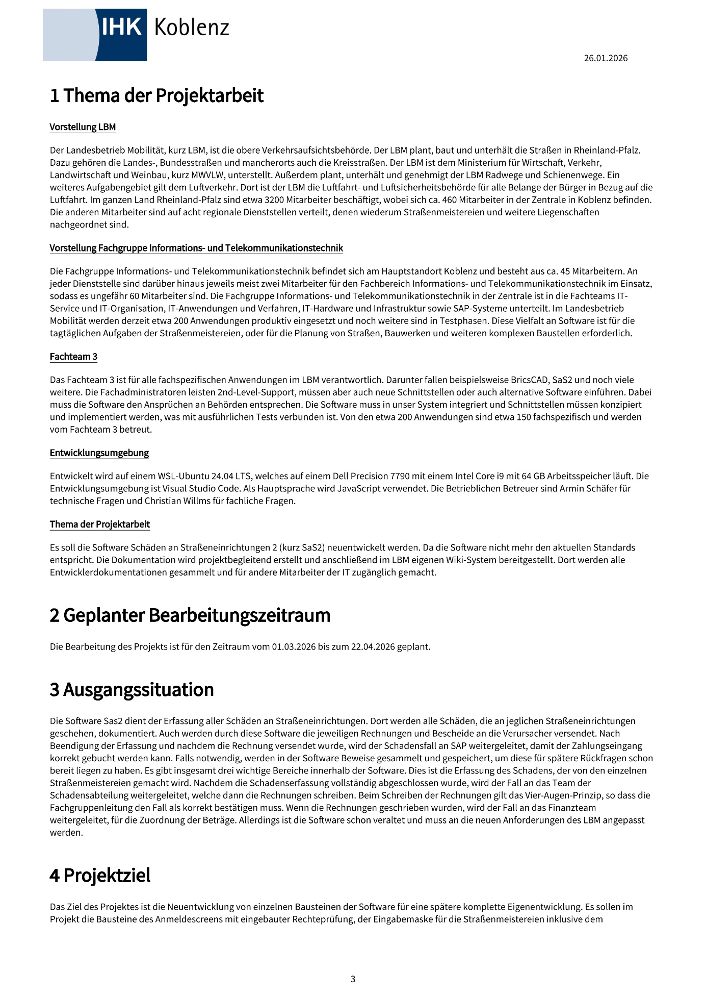 IHK Koblenz
26.01.2026
1 Thema der Projektarbeit
Vorstellung LBM
Der Landesbetrieb Mobilität, kurz LBM, ist die obere Verkehrsaufsichtsbehörde. Der LBM plant, baut und unterhält die Straßen in Rheinland-Pfalz.
Dazu gehören die Landes-, Bundesstraßen und mancherorts auch die Kreisstraßen. Der LBM ist dem Ministerium für Wirtschaft, Verkehr,
Landwirtschaft und Weinbau, kurz MWVLW, unterstellt. Außerdem plant, unterhält und genehmigt der LBM Radwege und Schienenwege. Ein
weiteres Aufgabengebiet gilt dem Luftverkehr. Dort ist der LBM die Luftfahrt- und Luftsicherheitsbehörde für alle Belange der Bürger in Bezug auf die
Luftfahrt. Im ganzen Land Rheinland-Pfalz sind etwa 3200 Mitarbeiter beschäftigt, wobei sich ca. 460 Mitarbeiter in der Zentrale in Koblenz befinden.
Die anderen Mitarbeiter sind auf acht regionale Dienststellen verteilt, denen wiederum Straßenmeistereien und weitere Liegenschaften
nachgeordnet sind.
Vorstellung Fachgruppe Informations- und Telekommunikationstechnik
Die Fachgruppe Informations- und Telekommunikationstechnik befindet sich am Hauptstandort Koblenz und besteht aus ca. 45 Mitarbeitern. An
jeder Dienststelle sind darüber hinaus jeweils meist zwei Mitarbeiter für den Fachbereich Informations- und Telekommunikationstechnik im Einsatz,
sodass es ungefähr 60 Mitarbeiter sind. Die Fachgruppe Informations- und Telekommunikationstechnik in der Zentrale ist in die Fachteams IT-
Service und IT-Organisation, IT-Anwendungen und Verfahren, IT-Hardware und Infrastruktur sowie SAP-Systeme unterteilt. Im Landesbetrieb
Mobilität werden derzeit etwa 200 Anwendungen produktiv eingesetzt und noch weitere sind in Testphasen. Diese Vielfalt an Software ist für die
tagtäglichen Aufgaben der Straßenmeistereien, oder für die Planung von Straßen, Bauwerken und weiteren komplexen Baustellen erforderlich.
Fachteam 3
Das Fachteam 3 ist für alle fachspezifischen Anwendungen im LBM verantwortlich. Darunter fallen beispielsweise BricsCAD, SaS2 und noch viele
weitere. Die Fachadministratoren leisten 2nd-Level-Support, müssen aber auch neue Schnittstellen oder auch alternative Software einführen. Dabei
muss die Software den Ansprüchen an Behörden entsprechen. Die Software muss in unser System integriert und Schnittstellen müssen konzipiert
und implementiert werden, was mit ausführlichen Tests verbunden ist. Von den etwa 200 Anwendungen sind etwa 150 fachspezifisch und werden
vom Fachteam 3 betreut.
Entwicklungsumgebung
Entwickelt wird auf einem WSL-Ubuntu 24.04 LTS, welches auf einem Dell Precision 7790 mit einem Intel Core i9 mit 64 GB Arbeitsspeicher läuft. Die
Entwicklungsumgebung ist Visual Studio Code. Als Hauptsprache wird JavaScript verwendet. Die Betrieblichen Betreuer sind Armin Schäfer für
technische Fragen und Christian Willms für fachliche Fragen.
Thema der Projektarbeit
Es soll die Software Schäden an Straßeneinrichtungen 2 (kurz SaS2) neuentwickelt werden. Da die Software nicht mehr den aktuellen Standards
entspricht. Die Dokumentation wird projektbegleitend erstellt und anschließend im LBM eigenen Wiki-System bereitgestellt. Dort werden alle
Entwicklerdokumentationen gesammelt und für andere Mitarbeiter der IT zugänglich gemacht.
2 Geplanter Bearbeitungszeitraum
Die Bearbeitung des Projekts ist für den Zeitraum vom 01.03.2026 bis zum 22.04.2026 geplant.
3 Ausgangssituation
Die Software Sas2 dient der Erfassung aller Schäden an Straßeneinrichtungen. Dort werden alle Schäden, die an jeglichen Straßeneinrichtungen
geschehen, dokumentiert. Auch werden durch diese Software die jeweiligen Rechnungen und Bescheide an die Verursacher versendet. Nach
Beendigung der Erfassung und nachdem die Rechnung versendet wurde, wird der Schadensfall an SAP weitergeleitet, damit der Zahlungseingang
korrekt gebucht werden kann. Falls notwendig, werden in der Software Beweise gesammelt und gespeichert, um diese für spätere Rückfragen schon
bereit liegen zu haben. Es gibt insgesamt drei wichtige Bereiche innerhalb der Software. Dies ist die Erfassung des Schadens, der von den einzelnen
Straßenmeistereien gemacht wird. Nachdem die Schadenserfassung vollständig abgeschlossen wurde, wird der Fall an das Team der
Schadensabteilung weitergeleitet, welche dann die Rechnungen schreiben. Beim Schreiben der Rechnungen gilt das Vier-Augen-Prinzip, so dass die
Fachgruppenleitung den Fall als korrekt bestätigen muss. Wenn die Rechnungen geschrieben wurden, wird der Fall an das Finanzteam
weitergeleitet, für die Zuordnung der Beträge. Allerdings ist die Software schon veraltet und muss an die neuen Anforderungen des LBM angepasst
werden.
4 Projektziel
Das Ziel des Projektes ist die Neuentwicklung von einzelnen Bausteinen der Software für eine spätere komplette Eigenentwicklung. Es sollen im
Projekt die Bausteine des Anmeldescreens mit eingebauter Rechteprüfung, der Eingabemaske für die Straßenmeistereien inklusive dem
3